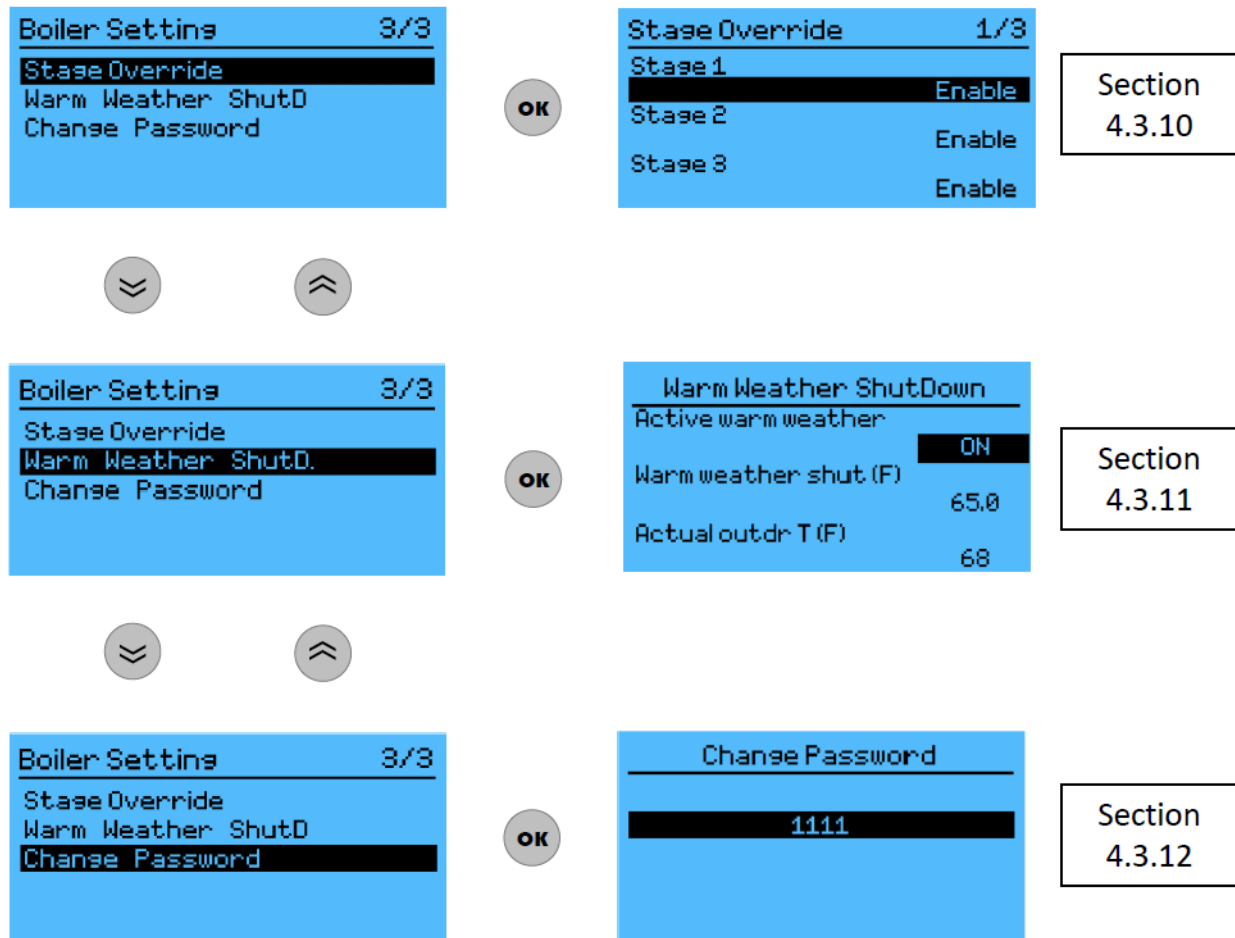 Boiler Setting 3/3
Stage Override
Warm Weather ShutD
Change Password
OK
Stage Override 1/3
Stage 1
Enable
Stage 2
Enable
Stage 3
Enable
Section
4.3.10
Boiler Setting 3/3
Stage Override
Warm Weather ShutD.
Change Password
OK
Warm Weather ShutDown
Active warm weather
ON
Warm weather shut (F)
65.0
Actual outdr T (F)
68
Section
4.3.11
Boiler Setting 3/3
Stage Override
Warm Weather ShutD
Change Password
OK
Change Password
1111
Section
4.3.12